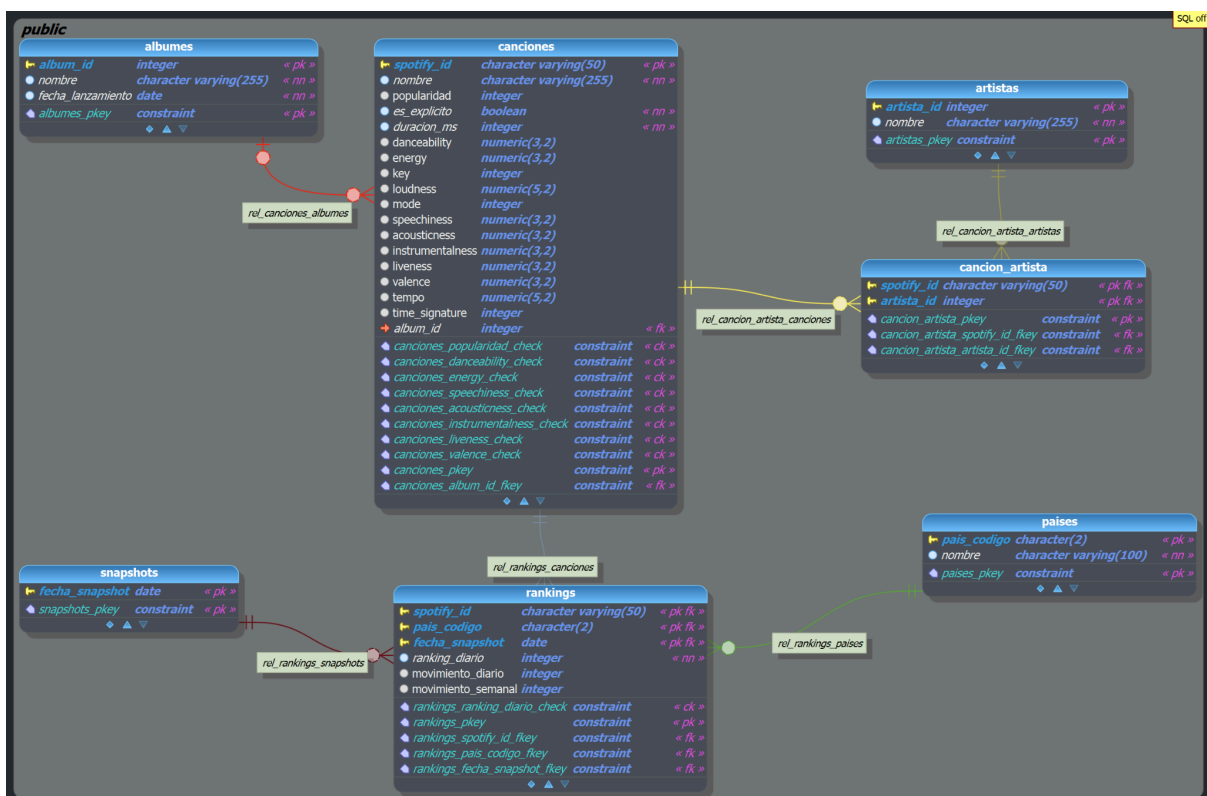 SQL off
public
albumes
album_id integer « pk »
nombre character varying(255) « nn »
fecha_lanzamiento date « nn »
albumes_pkey constraint « pk »
canciones
spotify_id character varying(50) « pk »
nombre character varying(255) « nn »
popularidad integer
es_explicito boolean « nn »
duracion_ms integer « nn »
danceability numeric(3,2)
energy numeric(3,2)
key integer
loudness numeric(5,2)
mode integer
speechiness numeric(3,2)
acousticness numeric(3,2)
instrumentalness numeric(3,2)
liveness numeric(3,2)
valence numeric(3,2)
tempo numeric(5,2)
time_signature integer
album_id integer « fk »
canciones_popularidad_check constraint « ck »
canciones_danceability_check constraint « ck »
canciones_energy_check constraint « ck »
canciones_speechiness_check constraint « ck »
canciones_acousticness_check constraint « ck »
canciones_instrumentalness_check constraint « ck »
canciones_liveness_check constraint « ck »
canciones_valence_check constraint « ck »
canciones_pkey constraint « pk »
canciones_album_id_fkey constraint « fk »
artistas
artista_id integer « pk »
nombre character varying(255) « nn »
artistas_pkey constraint « pk »
rel_canciones_albumes
rel_cancion_artista_artistas
cancion_artista
spotify_id character varying(50) « pk fk »
artista_id integer « pk fk »
cancion_artista_pkey constraint « pk »
cancion_artista_spotify_id_fkey constraint « fk »
cancion_artista_artista_id_fkey constraint « fk »
rel_cancion_artista_canciones
rel_rankings_canciones
paises
pais_codigo character(2) « pk »
nombre character varying(100) « nn »
paises_pkey constraint « pk »
snapshots
fecha_snapshot date « pk »
snapshots_pkey constraint « pk »
rankings
spotify_id character varying(50) « pk fk »
pais_codigo character(2) « pk fk »
fecha_snapshot date « pk fk »
ranking_diario integer « nn »
movimiento_diario integer
movimiento_semanal integer
rankings_ranking_diario_check constraint « ck »
rankings_pkey constraint « pk »
rankings_spotify_id_fkey constraint « fk »
rankings_pais_codigo_fkey constraint « fk »
rankings_fecha_snapshot_fkey constraint « fk »
rel_rankings_snapshots
rel_rankings_paises